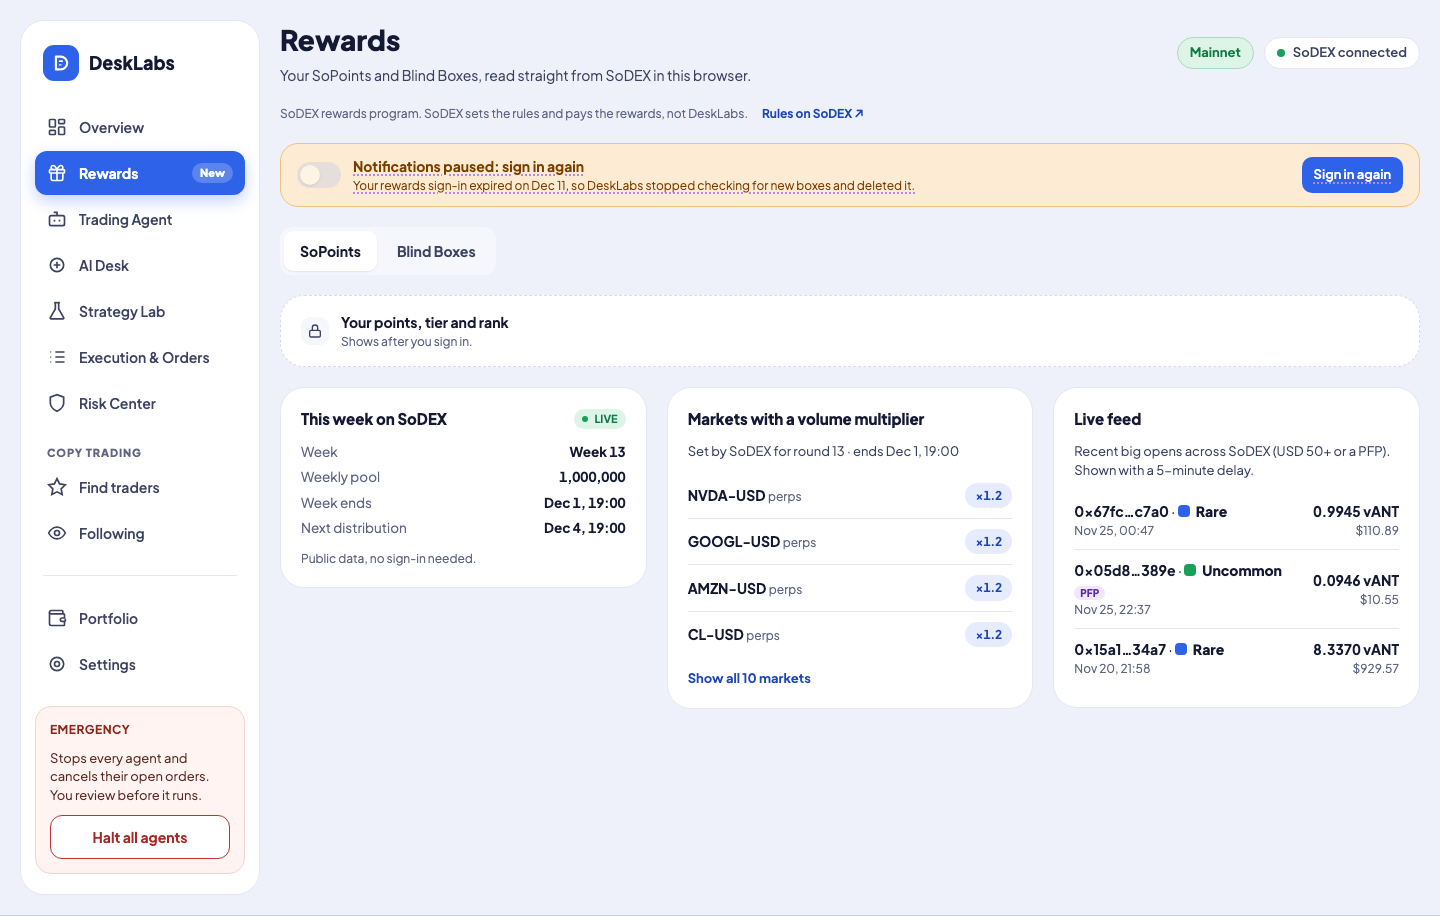 DeskLabs
Overview
Rewards New
Trading Agent
AI Desk
Strategy Lab
Execution & Orders
Risk Center
COPY TRADING
Find traders
Following
Portfolio
Settings
EMERGENCY
Stops every agent and
cancels their open orders.
You review before it runs.
Halt all agents
Rewards
Your SoPoints and Blind Boxes, read straight from SoDEX in this browser.
Mainnet
SoDEX connected
SoDEX rewards program. SoDEX sets the rules and pays the rewards, not DeskLabs. Rules on SoDEX ↗
Notifications paused: sign in again
Your rewards sign-in expired on Dec 11, so DeskLabs stopped checking for new boxes and deleted it.
Sign in again
SoPoints
Blind Boxes
Your points, tier and rank
Shows after you sign in.
This week on SoDEX LIVE
Week Week 13
Weekly pool 1,000,000
Week ends Dec 1, 19:00
Next distribution Dec 4, 19:00
Public data, no sign-in needed.
Markets with a volume multiplier
Set by SoDEX for round 13 · ends Dec 1, 19:00
NVDA-USD perps ×1.2
GOOGL-USD perps ×1.2
AMZN-USD perps ×1.2
CL-USD perps ×1.2
Show all 10 markets
Live feed
Recent big opens across SoDEX (USD 50+ or a PFP).
Shown with a 5-minute delay.
0×67fc…c7a0 · Rare 0.9945 vANT
Nov 25, 00:47 $110.89
0×05d8…389e · Uncommon 0.0946 vANT
PFP
Nov 25, 22:37 $10.55
0×15a1…34a7 · Rare 8.3370 vANT
Nov 20, 21:58 $929.57